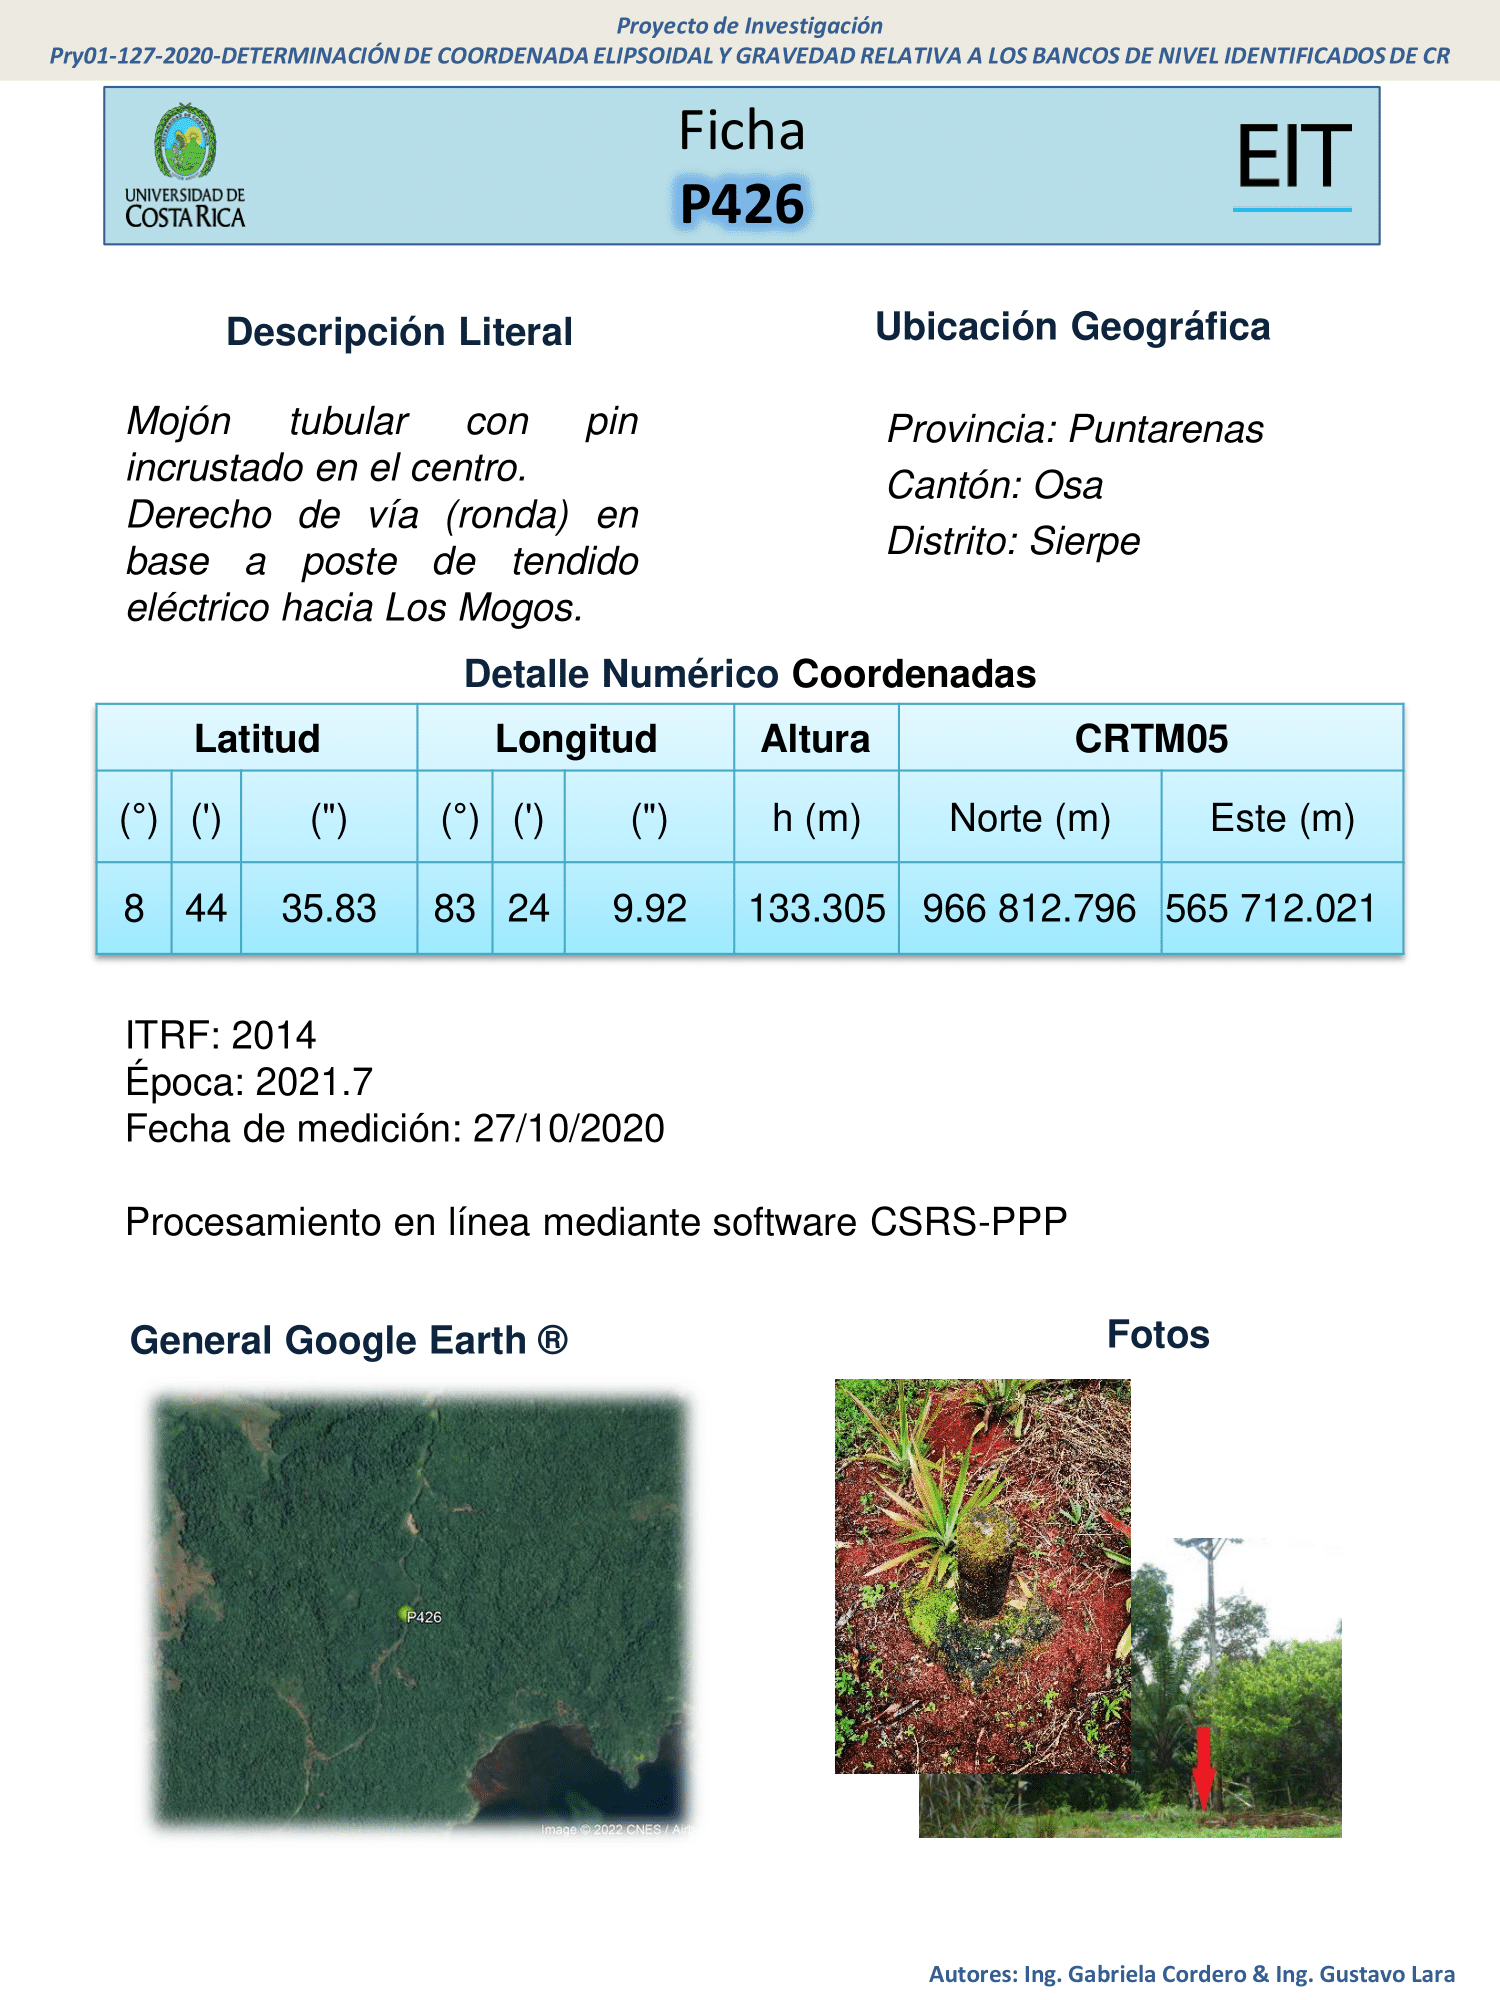 Proyecto de Investigación
Pry01-127-2020-DETERMINACIÓN DE COORDENADA ELIPSOIDAL Y GRAVEDAD RELATIVA A LOS BANCOS DE NIVEL IDENTIFICADOS DE CR
UNIVERSIDAD DE
COSTA RICA
Ficha
P426
EIT
Descripción Literal
Mojón tubular con pin
incrustado en el centro.
Derecho de vía (ronda) en
base a poste de tendido
eléctrico hacia Los Mogos.
Ubicación Geográfica
Provincia: Puntarenas
Cantón: Osa
Distrito: Sierpe
Detalle Numérico Coordenadas
Latitud Longitud Altura CRTM05
(°) (') (") (°) (') (") h (m) Norte (m) Este (m)
8 44 35.83 83 24 9.92 133.305 966 812.796 565 712.021
ITRF: 2014
Época: 2021.7
Fecha de medición: 27/10/2020
Procesamiento en línea mediante software CSRS-PPP
General Google Earth ®
P426
Image © 2022 CNES / Air
Fotos
Autores: Ing. Gabriela Cordero & Ing. Gustavo Lara